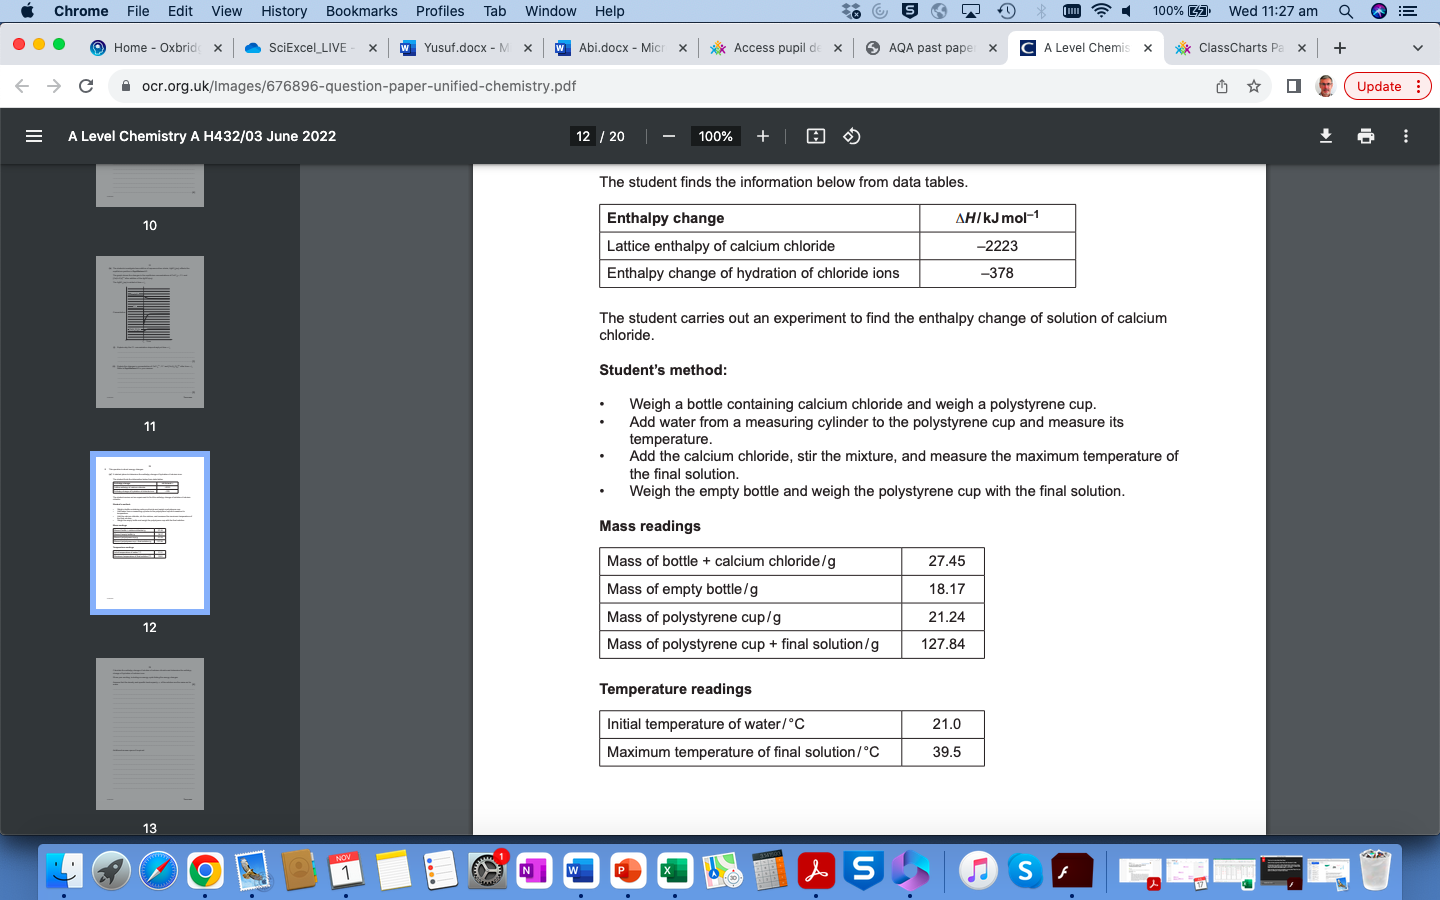 Chrome File Edit View History Bookmarks Profiles Tab Window Help 100% Wed 11:27 am
Home - Oxbrid SciExcel_LIVE - Yusuf.docx - M Abi.docx - Micr Access pupil de AQA past pape A Level Chemis ClassCharts Pa
ocr.org.uk/Images/676896-question-paper-unified-chemistry.pdf Update
A Level Chemistry A H432/03 June 2022 12 / 20 100%
10
11
12
13
The student finds the information below from data tables.
Enthalpy change ΔH/kJ mol⁻¹
Lattice enthalpy of calcium chloride –2223
Enthalpy change of hydration of chloride ions –378
The student carries out an experiment to find the enthalpy change of solution of calcium
chloride.
Student's method:
• Weigh a bottle containing calcium chloride and weigh a polystyrene cup.
• Add water from a measuring cylinder to the polystyrene cup and measure its
temperature.
• Add the calcium chloride, stir the mixture, and measure the maximum temperature of
the final solution.
• Weigh the empty bottle and weigh the polystyrene cup with the final solution.
Mass readings
Mass of bottle + calcium chloride/g 27.45
Mass of empty bottle/g 18.17
Mass of polystyrene cup/g 21.24
Mass of polystyrene cup + final solution/g 127.84
Temperature readings
Initial temperature of water/°C 21.0
Maximum temperature of final solution/°C 39.5
NOV
1
1
N W P X S S f